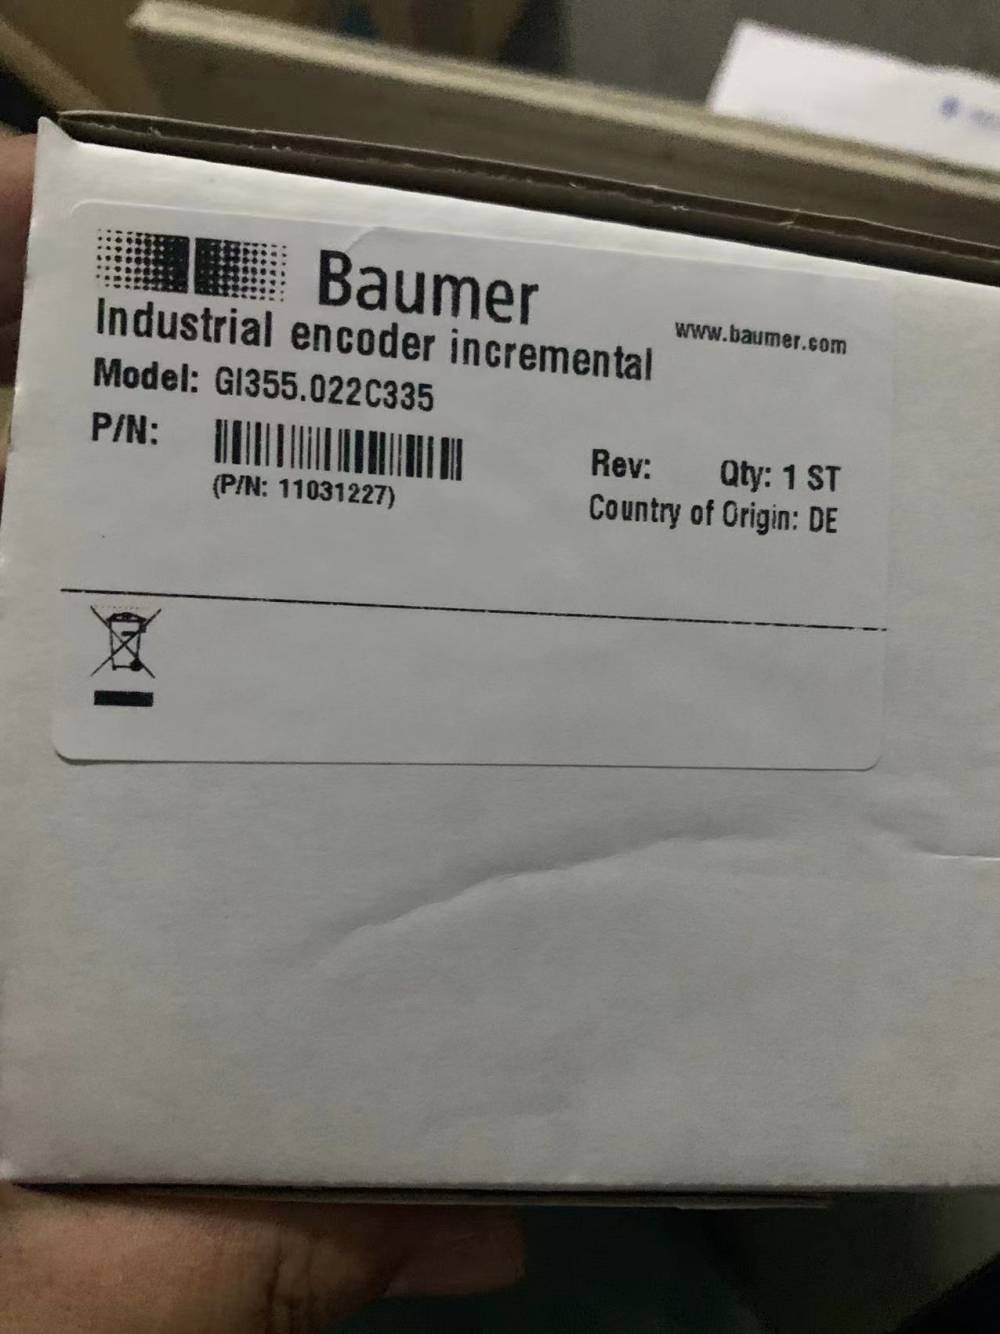 Baumer
www.baumer.com
Industrial encoder incremental
Model: GI355.022C335
P/N:
(P/N: 11031227)
Rev: Qty: 1 ST
Country of Origin: DE